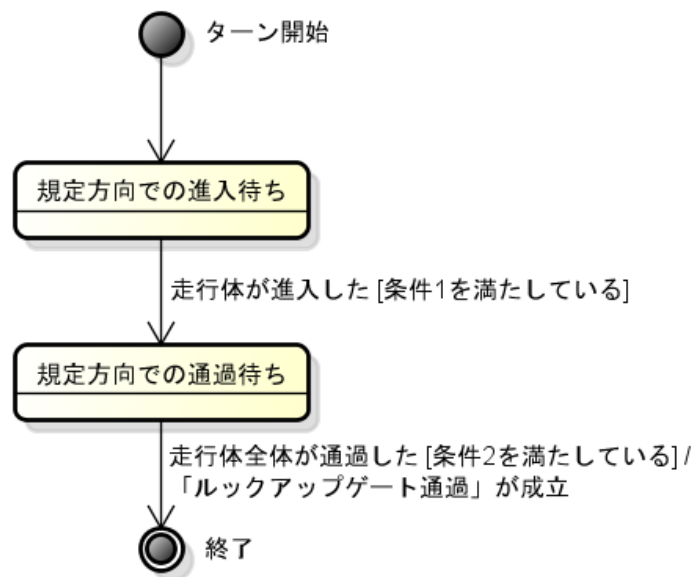 ターン開始
規定方向での進入待ち
走行体が進入した [条件1を満たしている]
規定方向での通過待ち
走行体全体が通過した [条件2を満たしている] /
「ルックアップゲート通過」が成立
終了